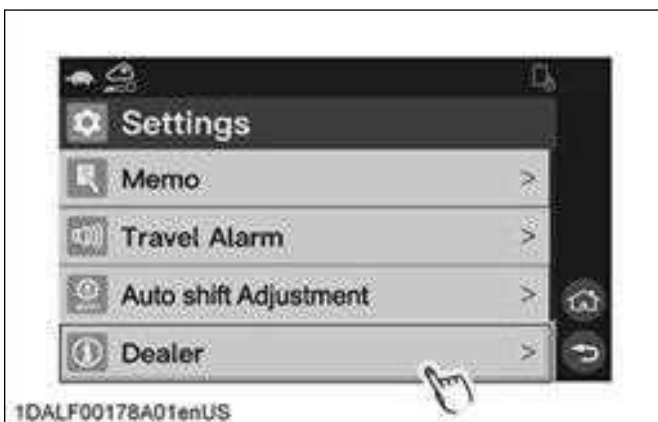 Settings
Memo >
Travel Alarm >
Auto shift Adjustment >
Dealer >
1DALF00178A01enUS